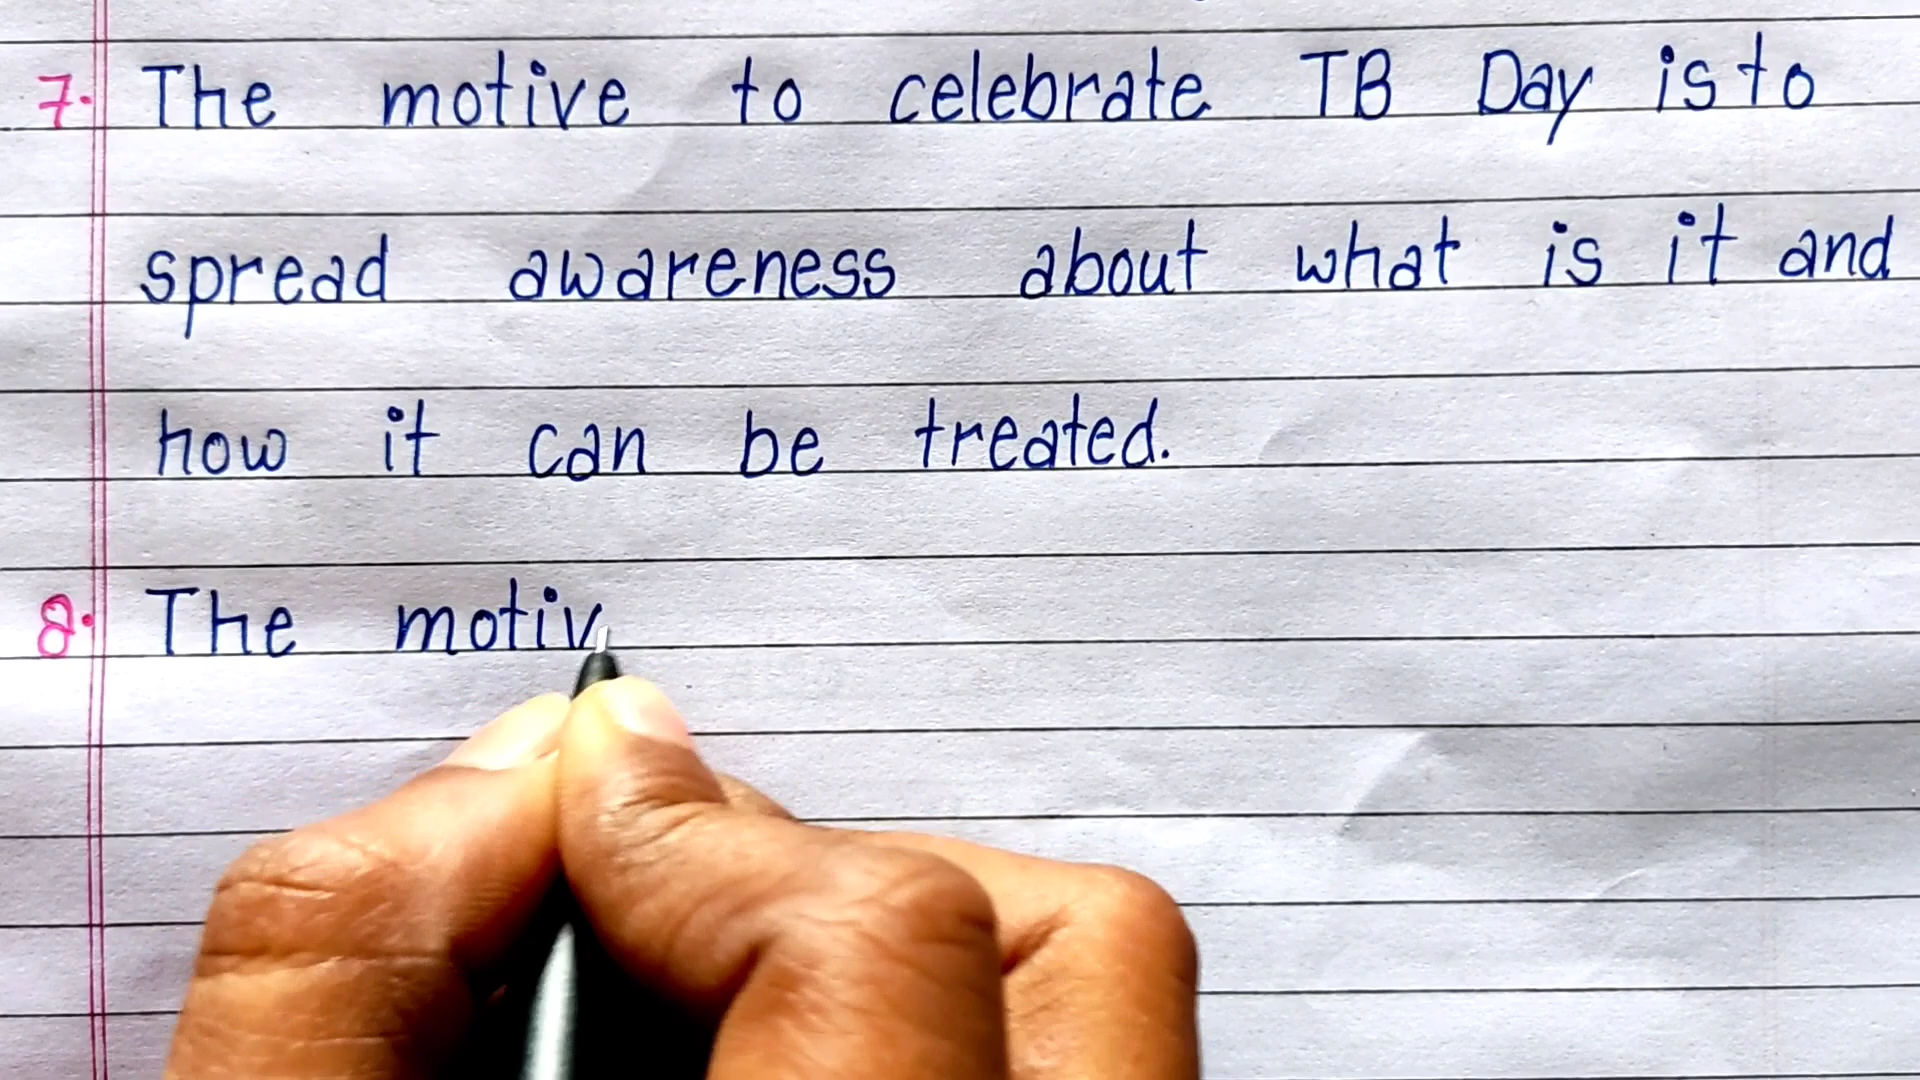 7. The motive to celebrate TB Day is to
spread awareness about what is it and
how it can be treated.
8. The motiv